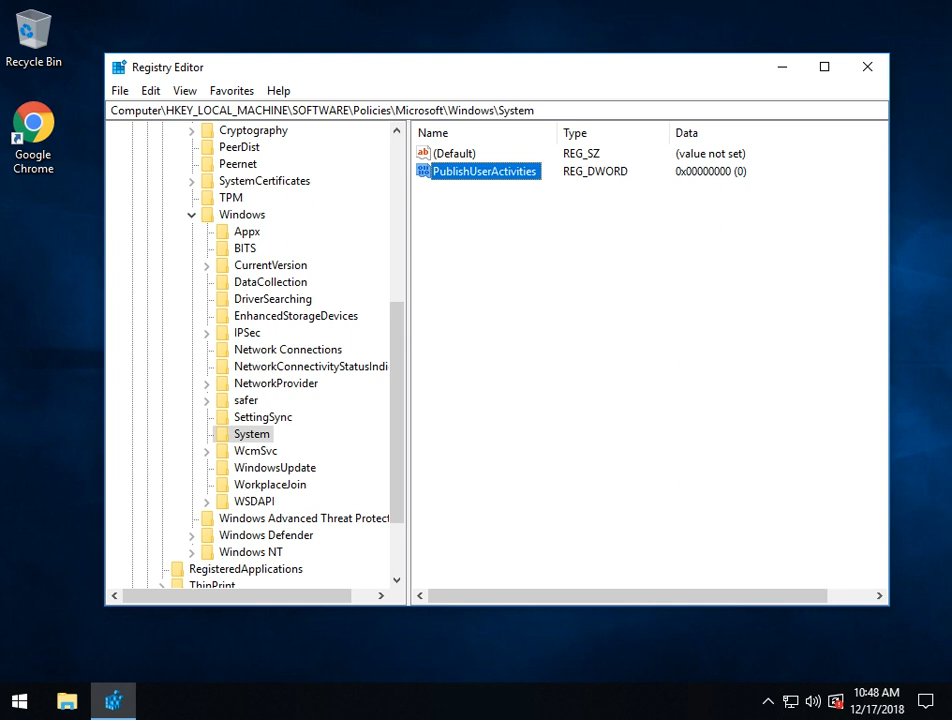 Recycle Bin
Google
Chrome
Registry Editor
File Edit View Favorites Help
Computer\HKEY_LOCAL_MACHINE\SOFTWARE\Policies\Microsoft\Windows\System
Cryptography
PeerDist
Peernet
SystemCertificates
TPM
Windows
Appx
BITS
CurrentVersion
DataCollection
DriverSearching
EnhancedStorageDevices
IPSec
Network Connections
NetworkConnectivityStatusIndi
NetworkProvider
safer
SettingSync
System
WcmSvc
WindowsUpdate
WorkplaceJoin
WSDAPI
Windows Advanced Threat Protect
Windows Defender
Windows NT
RegisteredApplications
ThinPrint
Name Type Data
ab (Default) REG_SZ (value not set)
PublishUserActivities REG_DWORD 0x00000000 (0)
10:48 AM
12/17/2018